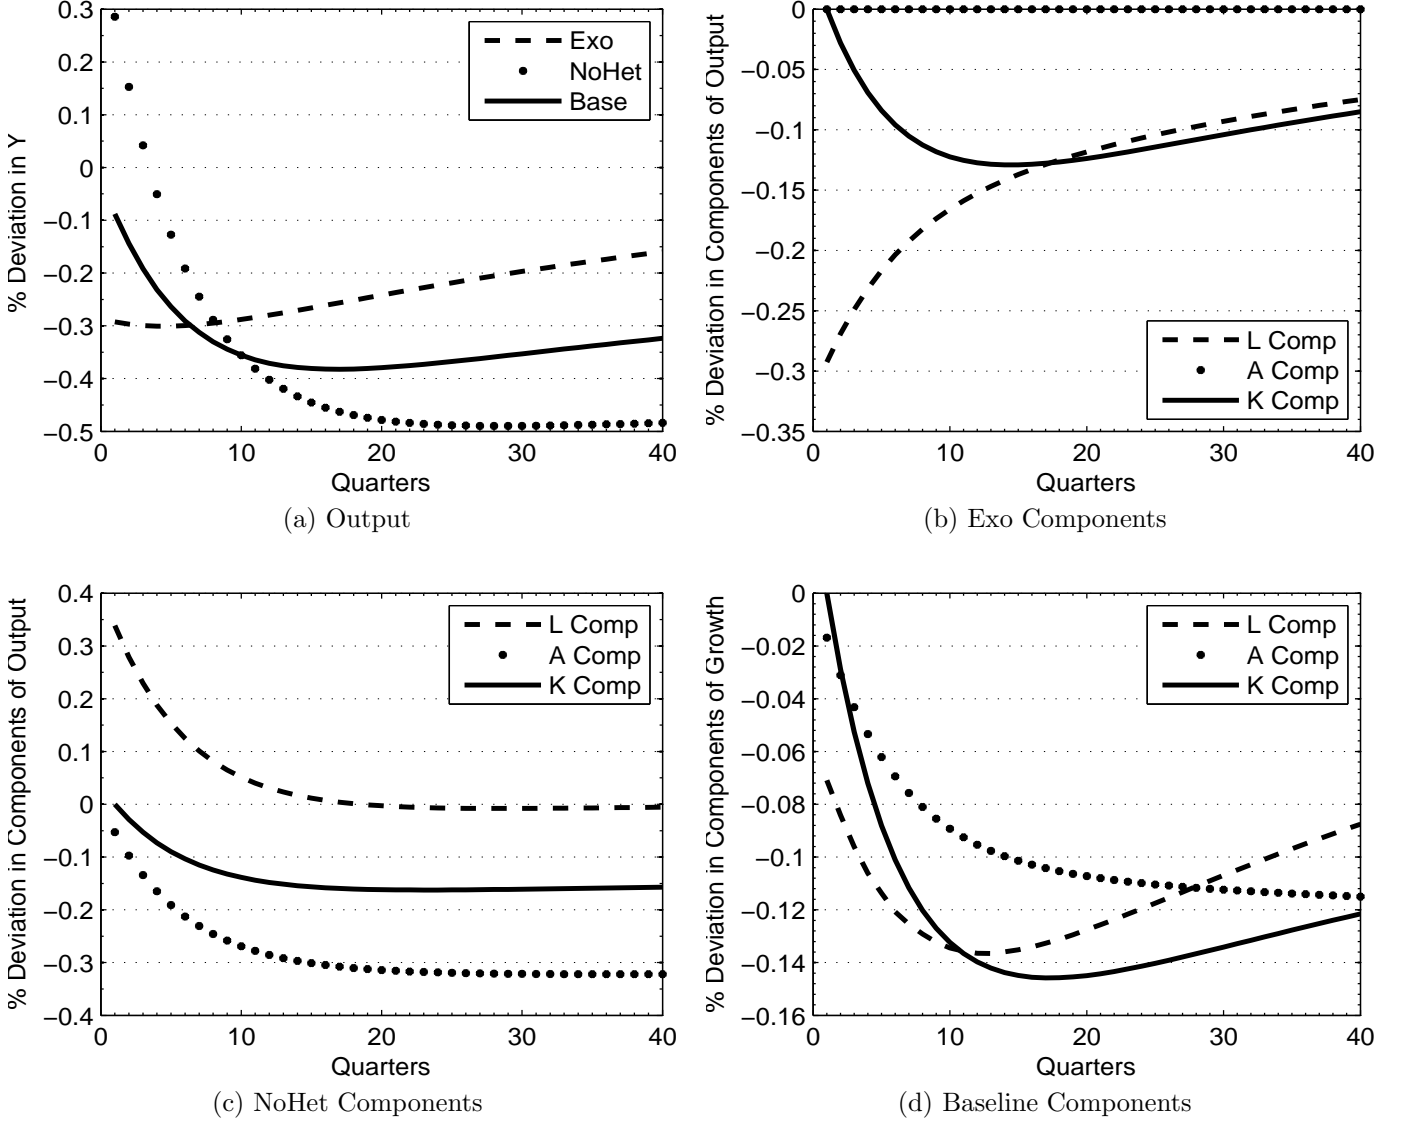 % Deviation in Y
0.3
0.2
0.1
0
−0.1
−0.2
−0.3
−0.4
−0.5
0 10 20 30 40
Quarters
Exo
NoHet
Base
(a) Output
% Deviation in Components of Output
0
−0.05
−0.1
−0.15
−0.2
−0.25
−0.3
−0.35
0 10 20 30 40
Quarters
L Comp
A Comp
K Comp
(b) Exo Components
% Deviation in Components of Output
0.4
0.3
0.2
0.1
0
−0.1
−0.2
−0.3
−0.4
0 10 20 30 40
Quarters
L Comp
A Comp
K Comp
(c) NoHet Components
% Deviation in Components of Growth
0
−0.02
−0.04
−0.06
−0.08
−0.1
−0.12
−0.14
−0.16
0 10 20 30 40
Quarters
L Comp
A Comp
K Comp
(d) Baseline Components